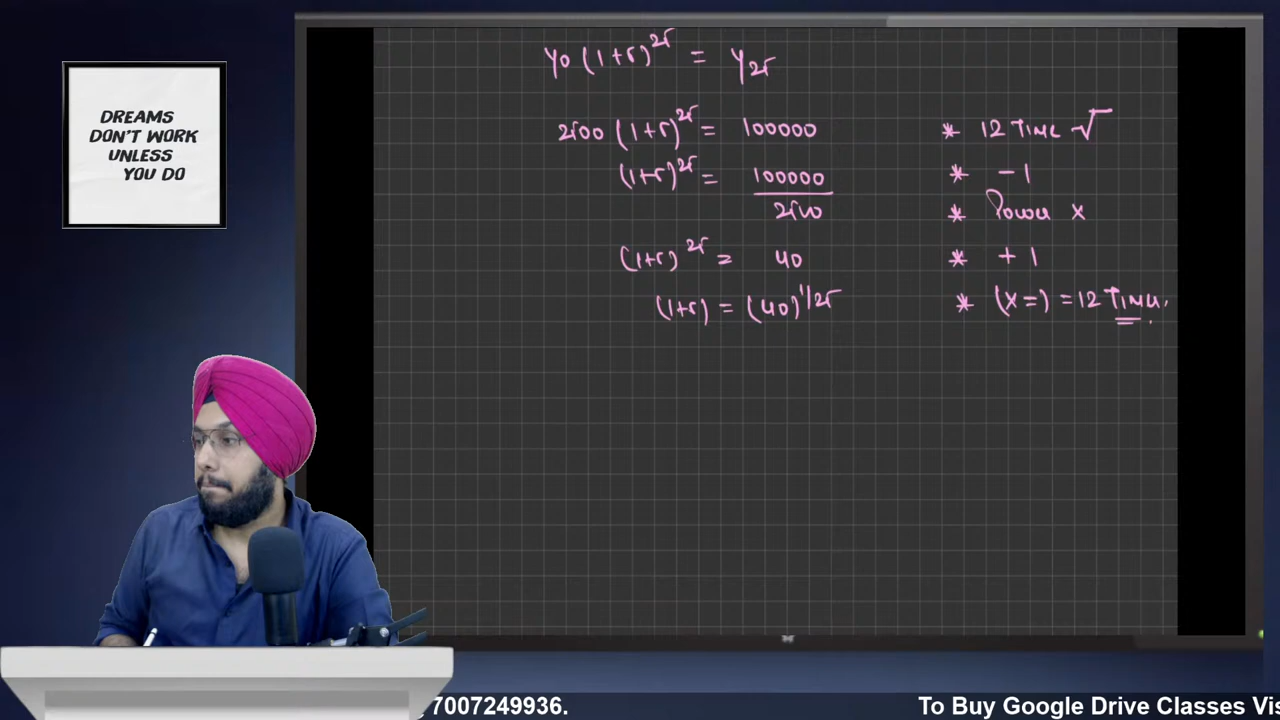 DREAMS
DON'T WORK
UNLESS
YOU DO
Y0 (1+r)^25 = Y25
2500 (1+r)^25 = 100000
(1+r)^25 = 100000
2500
(1+r)^25 = 40
(1+r) = (40)^1/25
* 12 Time √
* -1
* Power x
* + 1
* (x =) = 12 Time.
7007249936.
To Buy Google Drive Classes Vis